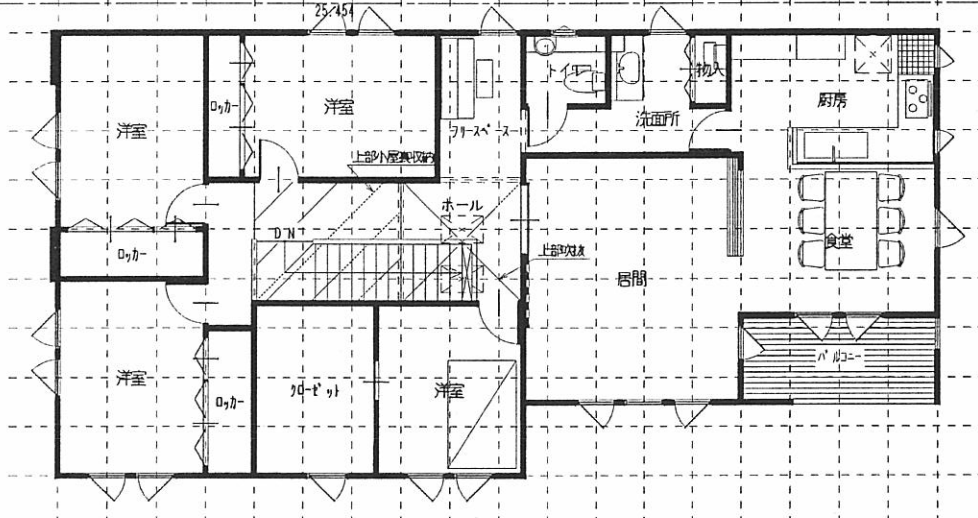 25.454
洋室
ロッカー
洋室
フリースペース
トイレ
洗面所
物入
厨房
上部小屋裏収納
ホール
DN
上部吹抜
ロッカー
居間
食堂
バルコニー
洋室
ロッカー
クローゼット
洋室